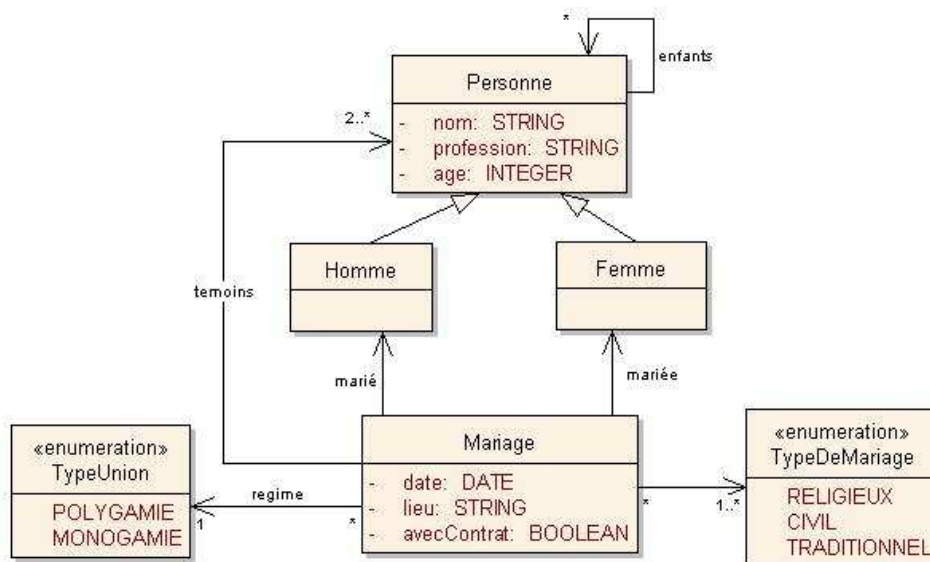 *
enfants
Personne
- nom: STRING
- profession: STRING
- age: INTEGER
2..*
Homme
Femme
temoins
marié
mariée
«enumeration»
TypeUnion
POLYGAMIE
MONOGAMIE
1
regime
*
Mariage
- date: DATE
- lieu: STRING
- avecContrat: BOOLEAN
*
1..*
«enumeration»
TypeDeMariage
RELIGIEUX
CIVIL
TRADITIONNEL